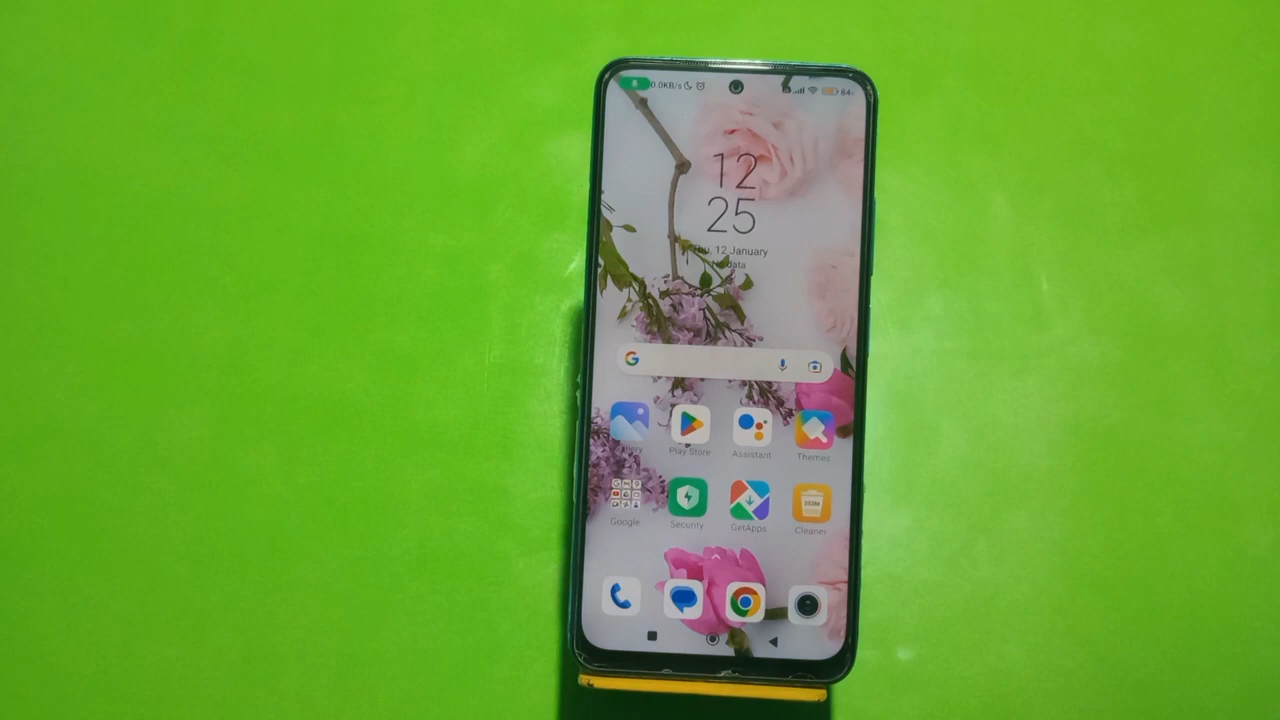 0.0KB/s 84
12
25
Thu, 12 January
No data
Play Store Assistant Themes
Google Security GetApps Cleaner